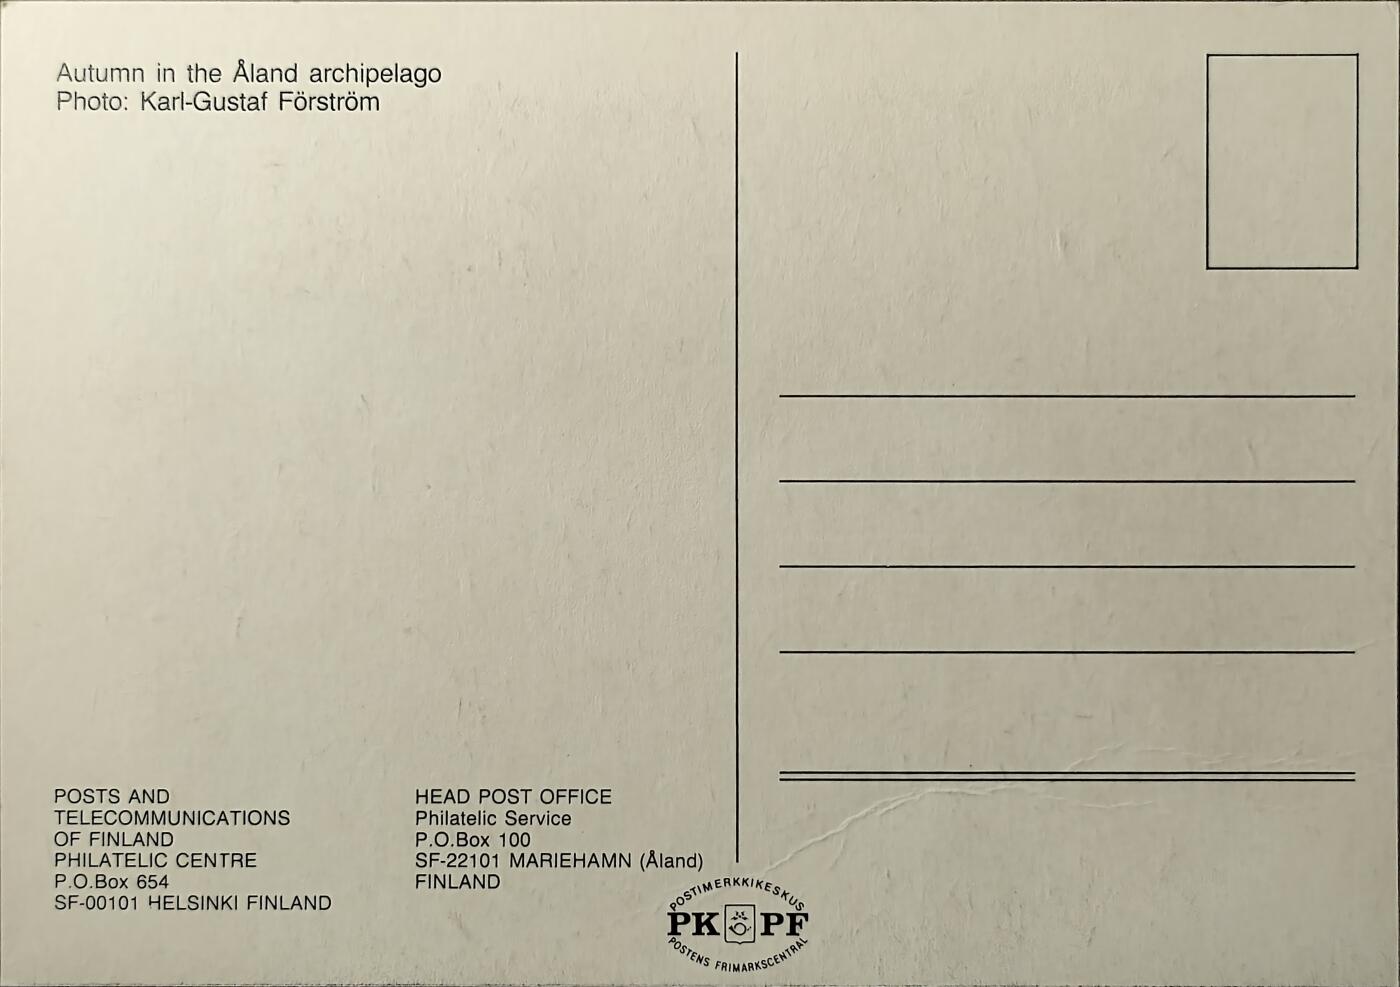 Autumn in the Åland archipelago
Photo: Karl-Gustaf Förström
POSTS AND
TELECOMMUNICATIONS
OF FINLAND
PHILATELIC CENTRE
P.O.Box 654
SF-00101 HELSINKI FINLAND
HEAD POST OFFICE
Philatelic Service
P.O.Box 100
SF-22101 MARIEHAMN (Åland)
FINLAND
POSTIMERKKIKESKUS
PK PF
POSTENS FRIMARKSCENTRAL